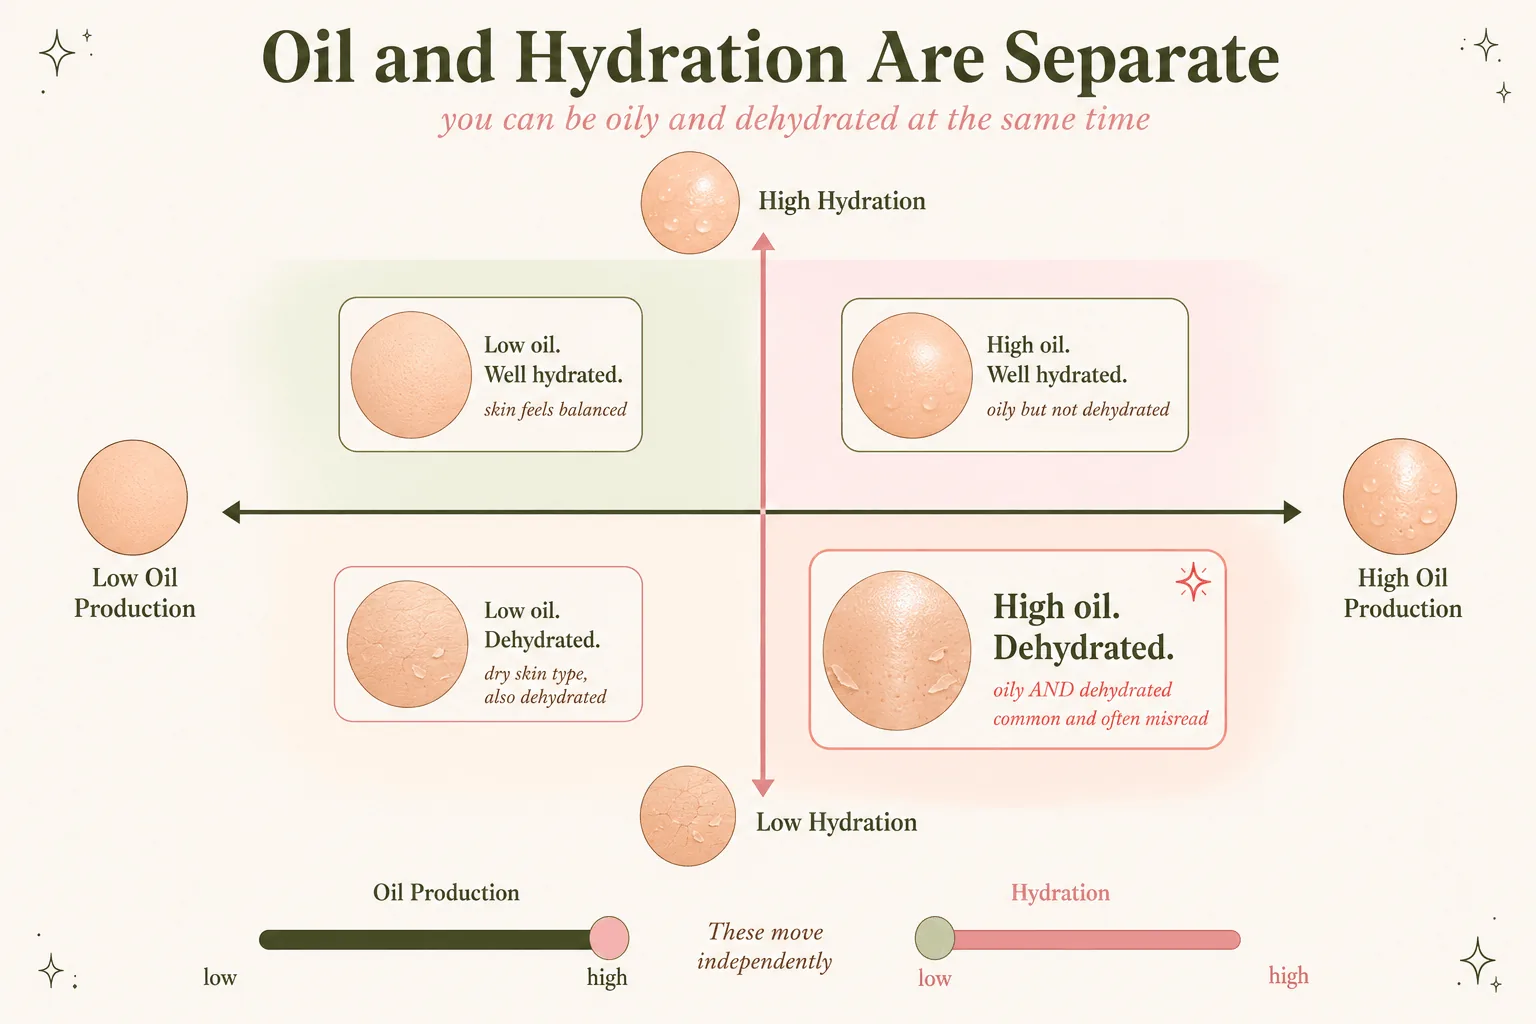 Oil and Hydration Are Separate
you can be oily and dehydrated at the same time
High Hydration
Low oil.
Well hydrated.
skin feels balanced
High oil.
Well hydrated.
oily but not dehydrated
Low Oil
Production
High Oil
Production
Low oil.
Dehydrated.
dry skin type,
also dehydrated
High oil.
Dehydrated.
oily AND dehydrated
common and often misread
Low Hydration
Oil Production
low
high
These move
independently
Hydration
low
high